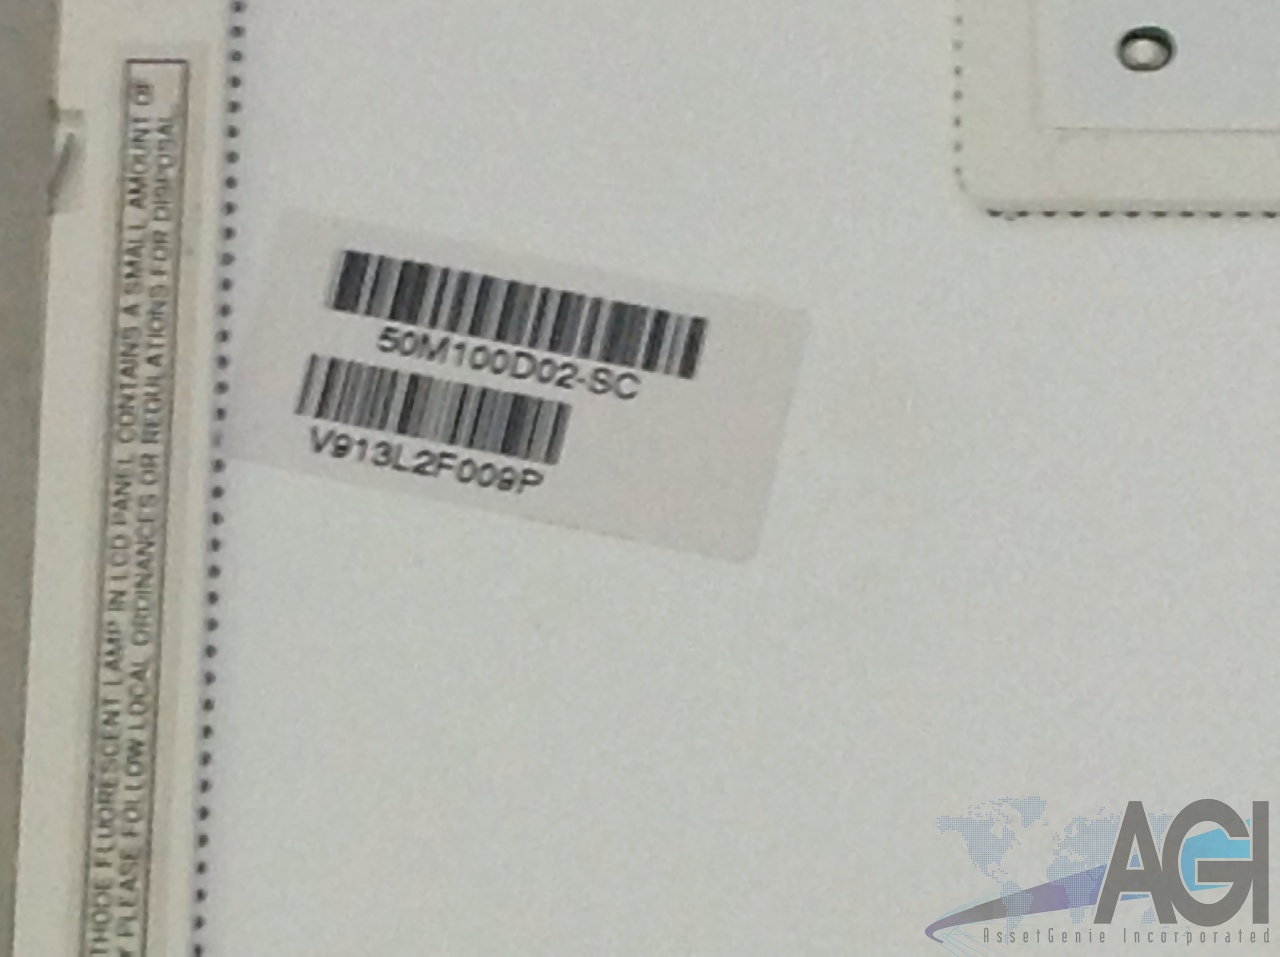 THODE FLUORESCENT LAMP IN LCD PANEL CONTAINS A SMALL AMOUNT OF
Y PLEASE FOLLOW LOCAL ORDINANCES OR REGULATIONS FOR DISPOSAL
50M100D02-SC
V913L2F009P
AGI
AssetGenie Incorporated